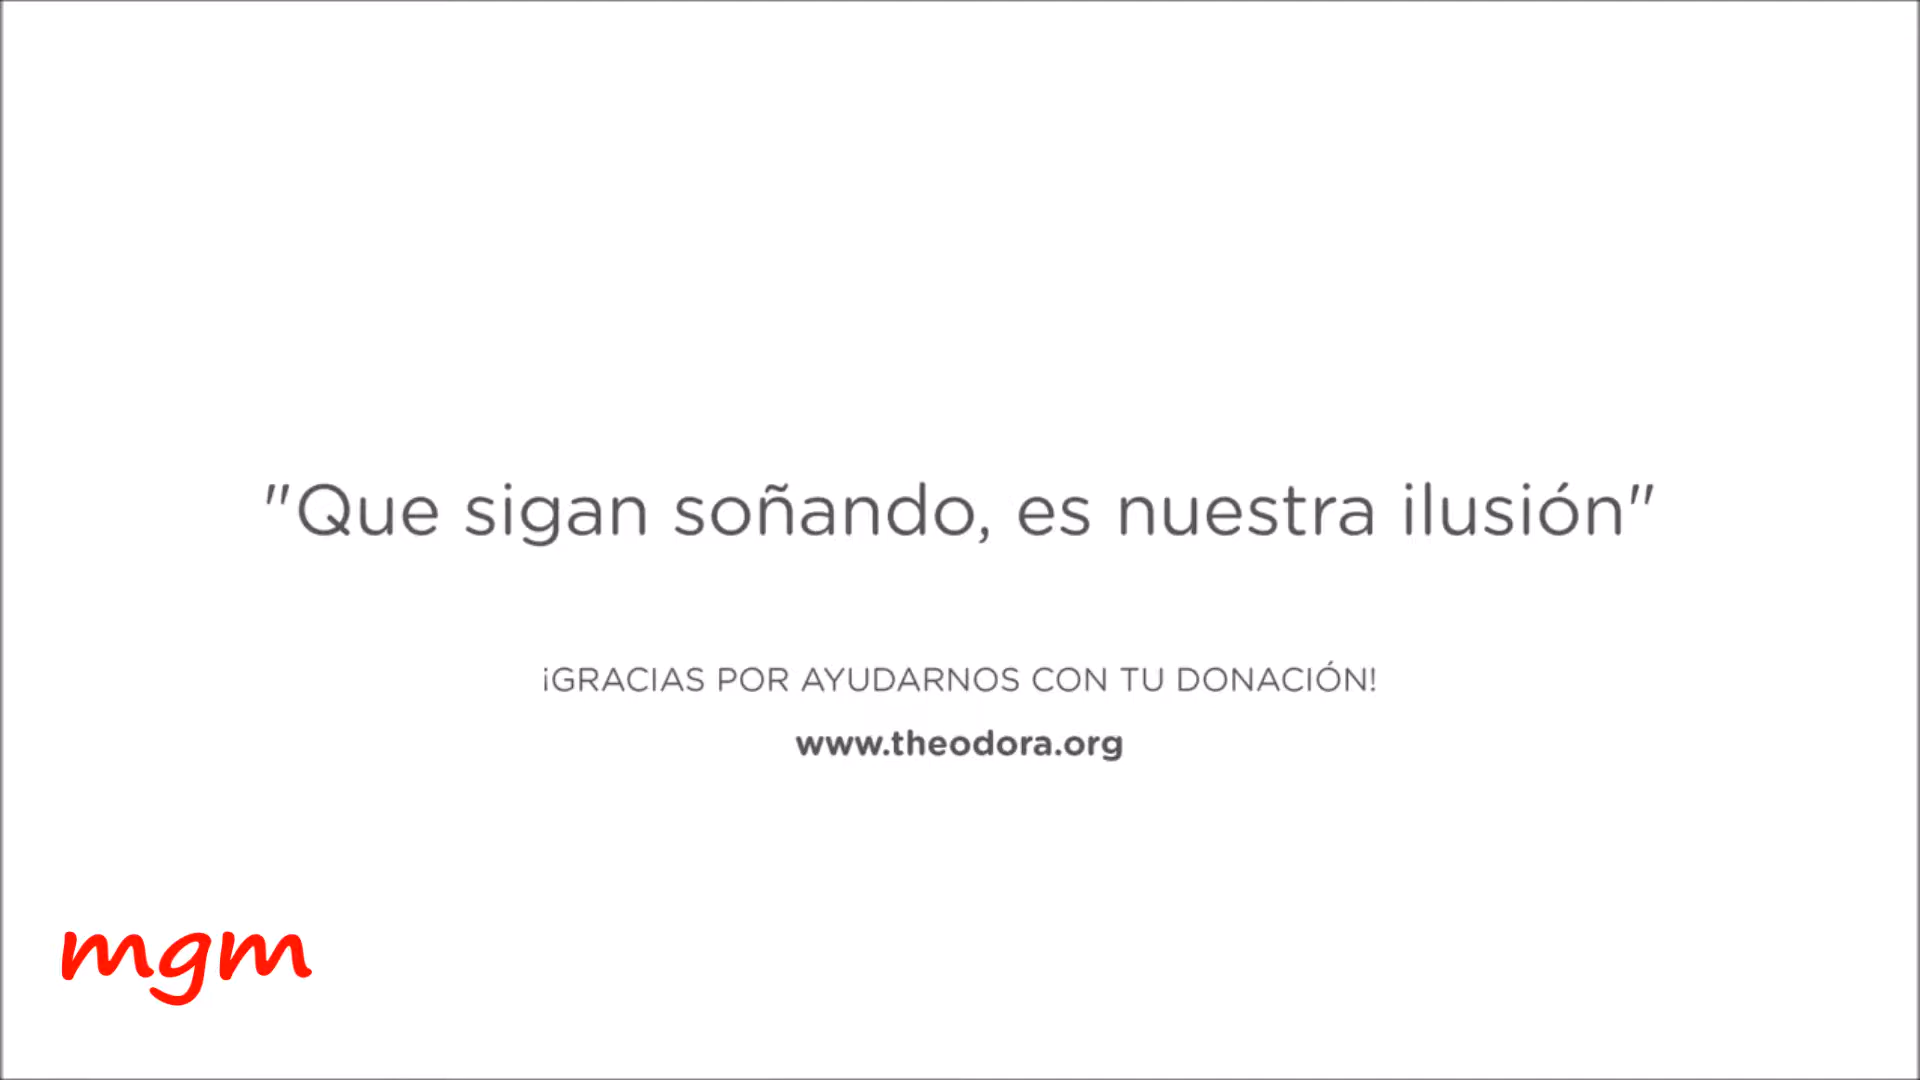 "Que sigan soñando, es nuestra ilusión"
¡GRACIAS POR AYUDARNOS CON TU DONACIÓN!
www.theodora.org
mgm